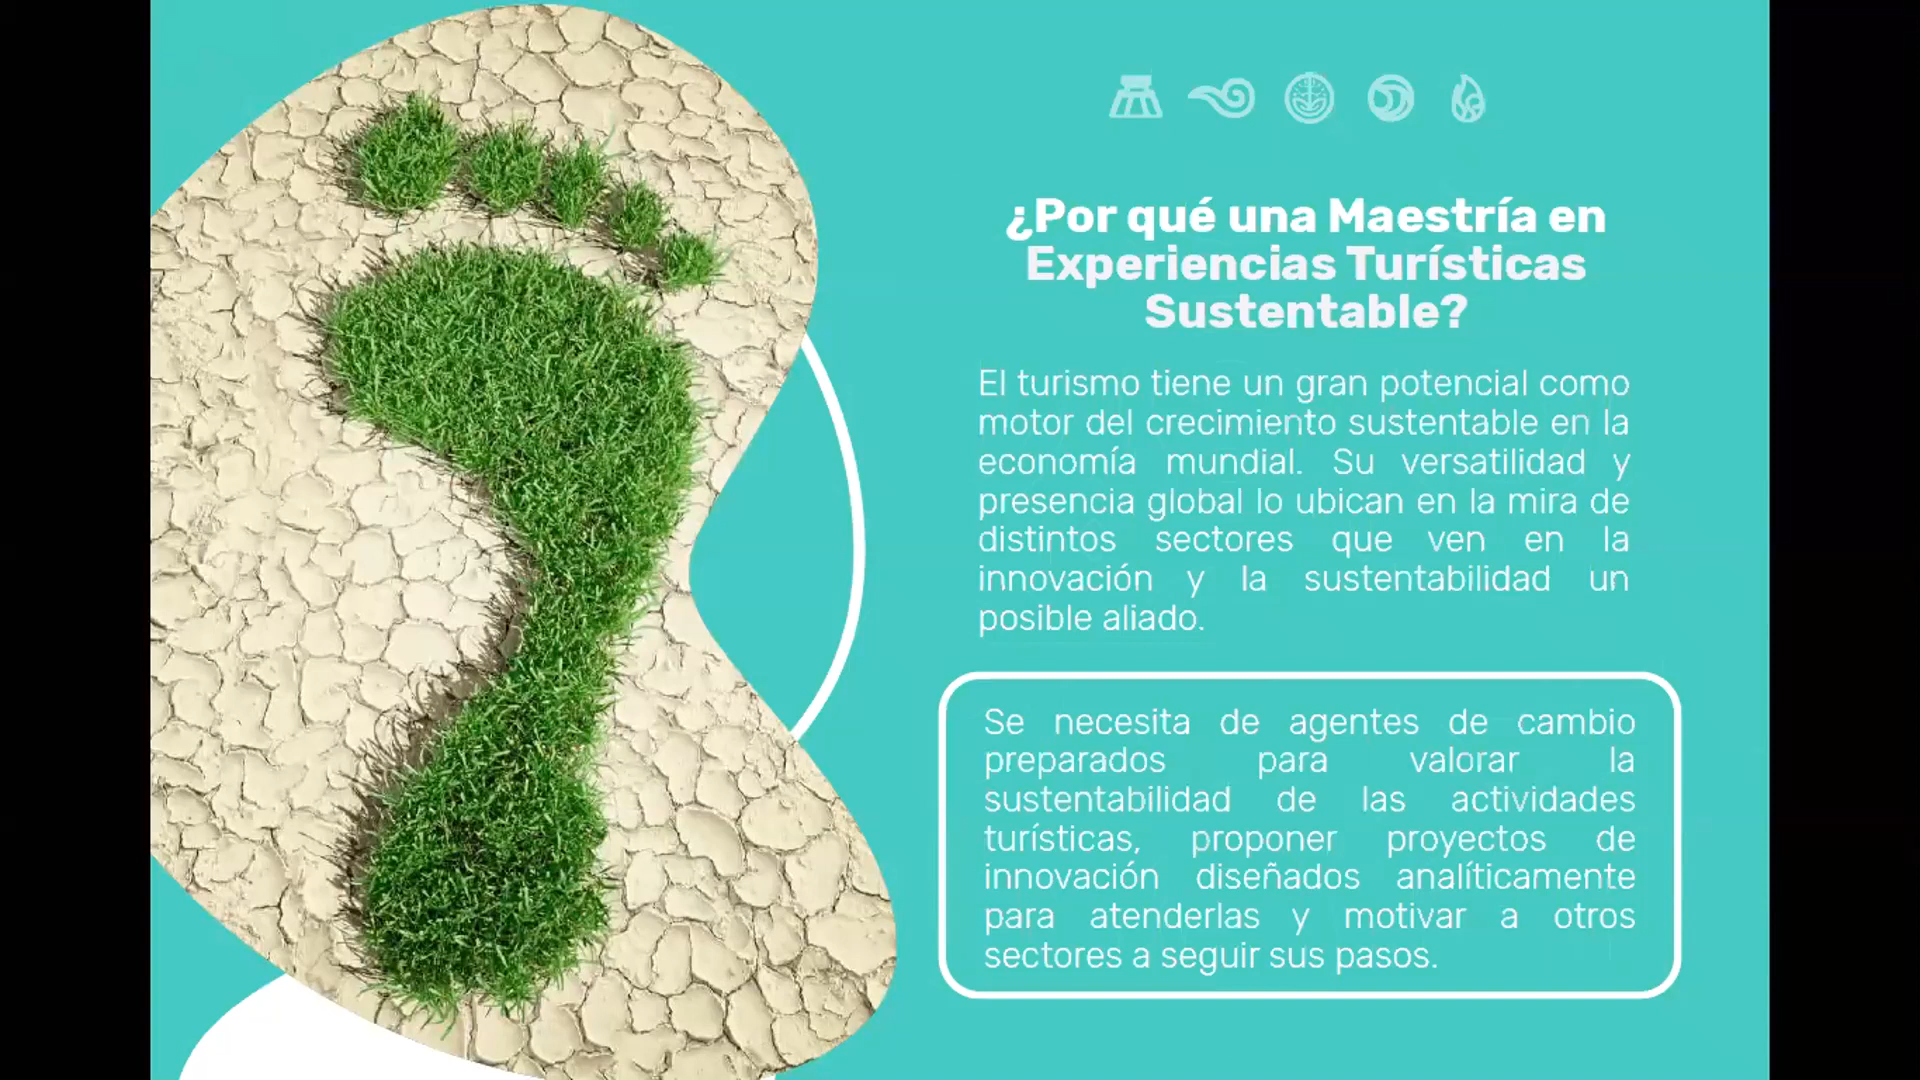 ¿Por qué una Maestría en
Experiencias Turísticas
Sustentable?
El turismo tiene un gran potencial como
motor del crecimiento sustentable en la
economía mundial. Su versatilidad y
presencia global lo ubican en la mira de
distintos sectores que ven en la
innovación y la sustentabilidad un
posible aliado.
Se necesita de agentes de cambio
preparados para valorar la
sustentabilidad de las actividades
turísticas, proponer proyectos de
innovación diseñados analíticamente
para atenderlas y motivar a otros
sectores a seguir sus pasos.